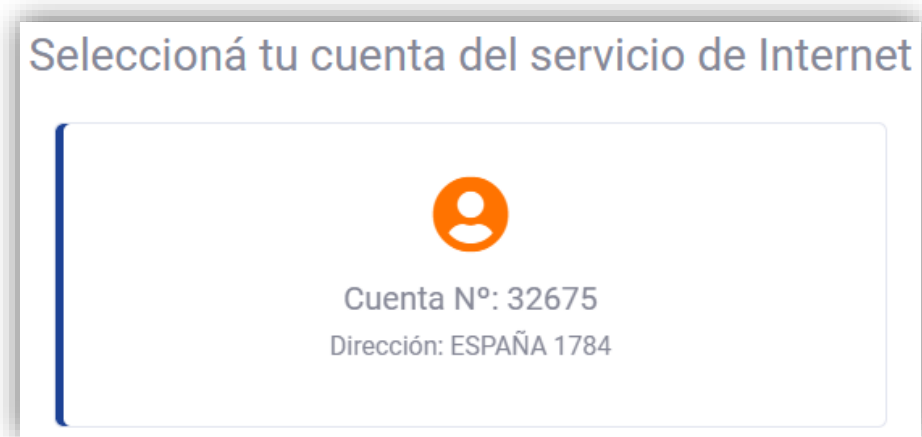 Seleccioná tu cuenta del servicio de Internet
Cuenta Nº: 32675
Dirección: ESPAÑA 1784